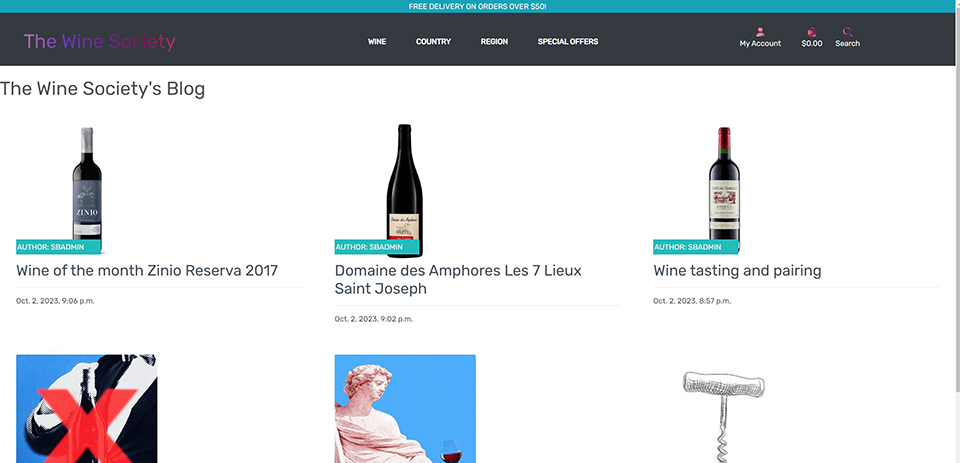 FREE DELIVERY ON ORDERS OVER $50!
The Wine Society
WINE
COUNTRY
REGION
SPECIAL OFFERS
My Account
$0.00
Search
The Wine Society's Blog
ZINIO
AUTHOR: SBADMIN
Wine of the month Zinio Reserva 2017
Oct. 2, 2023, 9:06 p.m.
Domaine des Amphores
AUTHOR: SBADMIN
Domaine des Amphores Les 7 Lieux
Saint Joseph
Oct. 2, 2023, 9:02 p.m.
AUTHOR: SBADMIN
Wine tasting and pairing
Oct. 2, 2023, 8:57 p.m.